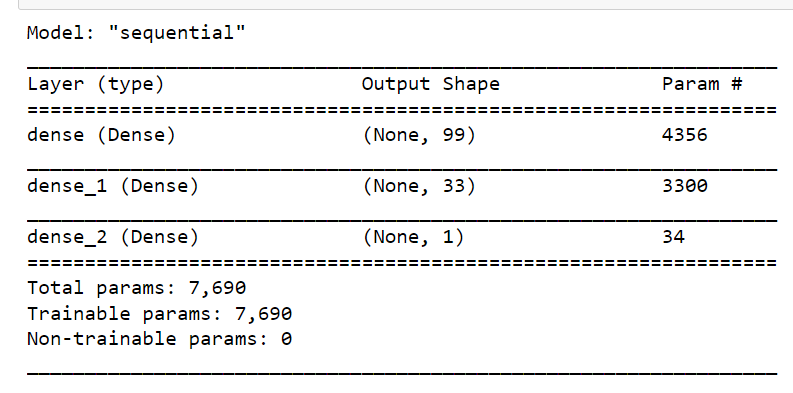 Model: "sequential"
Layer (type) Output Shape Param #
dense (Dense) (None, 99) 4356
dense_1 (Dense) (None, 33) 3300
dense_2 (Dense) (None, 1) 34
Total params: 7,690
Trainable params: 7,690
Non-trainable params: 0